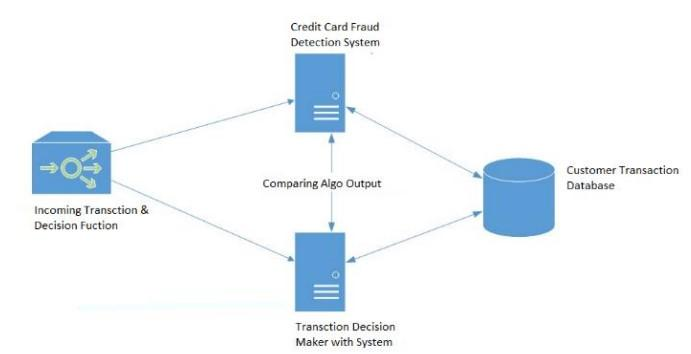 Credit Card Fraud
Detection System
Comparing Algo Output
Customer Transaction
Database
Incoming Transction &
Decision Fuction
Transction Decision
Maker with System